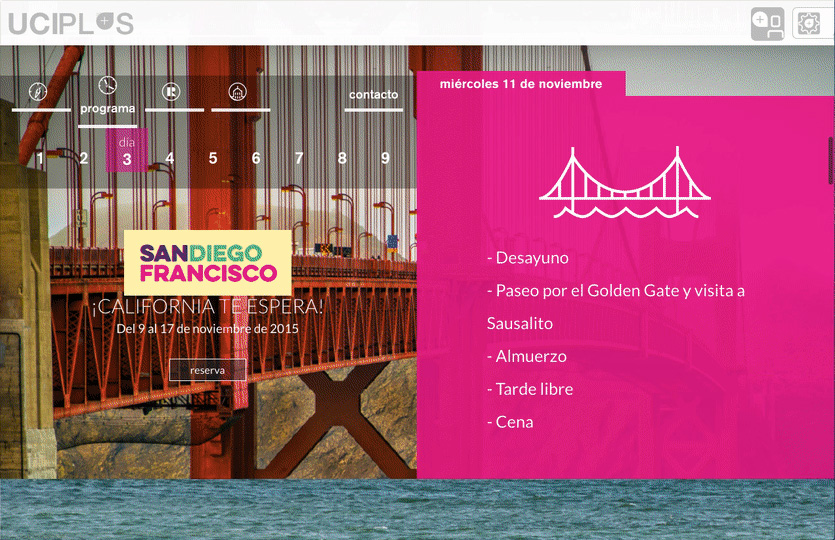 UCIPLUS
programa
contacto
día
1 2 3 4 5 6 7 8 9
SANDIEGO
FRANCISCO
¡CALIFORNIA TE ESPERA!
Del 9 al 17 de noviembre de 2015
reserva
miércoles 11 de noviembre
- Desayuno
- Paseo por el Golden Gate y visita a
Sausalito
- Almuerzo
- Tarde libre
- Cena